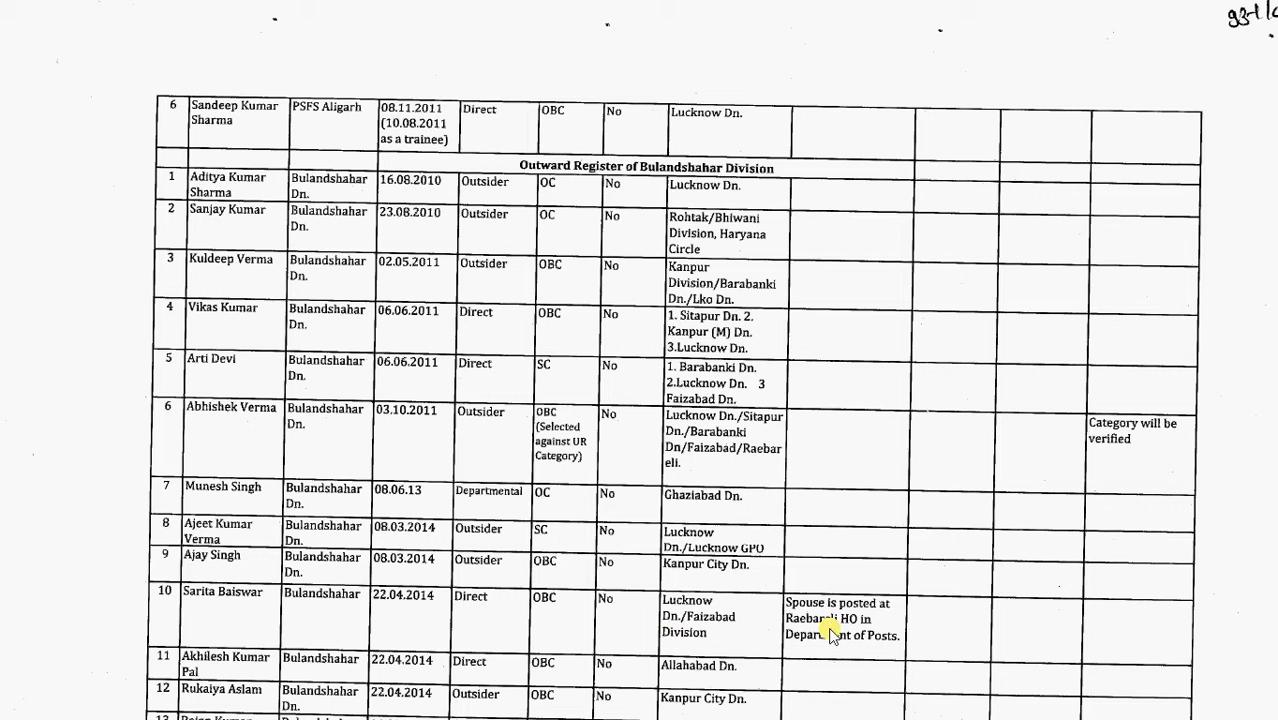 93-1/
6 Sandeep Kumar Sharma PSFS Aligarh 08.11.2011 (10.08.2011 as a trainee) Direct OBC No Lucknow Dn.
Outward Register of Bulandshahar Division
1 Aditya Kumar Sharma Bulandshahar Dn. 16.08.2010 Outsider OC No Lucknow Dn.
2 Sanjay Kumar Bulandshahar Dn. 23.08.2010 Outsider OC No Rohtak/Bhiwani Division, Haryana Circle
3 Kuldeep Verma Bulandshahar Dn. 02.05.2011 Outsider OBC No Kanpur Division/Barabanki Dn./Lko Dn.
4 Vikas Kumar Bulandshahar Dn. 06.06.2011 Direct OBC No 1. Sitapur Dn. 2. Kanpur (M) Dn. 3.Lucknow Dn.
5 Arti Devi Bulandshahar Dn. 06.06.2011 Direct SC No 1. Barabanki Dn. 2.Lucknow Dn. 3 Faizabad Dn.
6 Abhishek Verma Bulandshahar Dn. 03.10.2011 Outsider OBC (Selected against UR Category) No Lucknow Dn./Sitapur Dn./Barabanki Dn/Faizabad/Raebareli. Category will be verified
7 Munesh Singh Bulandshahar Dn. 08.06.13 Departmental OC No Ghaziabad Dn.
8 Ajeet Kumar Verma Bulandshahar Dn. 08.03.2014 Outsider SC No Lucknow Dn./Lucknow GPO
9 Ajay Singh Bulandshahar Dn. 08.03.2014 Outsider OBC No Kanpur City Dn.
10 Sarita Baiswar Bulandshahar 22.04.2014 Direct OBC No Lucknow Dn./Faizabad Division Spouse is posted at Raebareli HO in Department of Posts.
11 Akhilesh Kumar Pal Bulandshahar 22.04.2014 Direct OBC No Allahabad Dn.
12 Rukaiya Aslam Bulandshahar Dn. 22.04.2014 Outsider OBC No Kanpur City Dn.